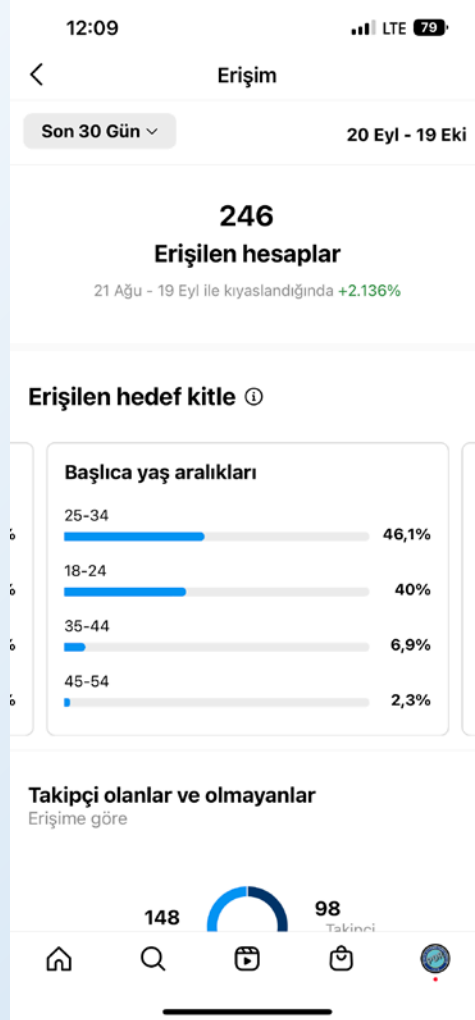 12:09
LTE 79
Erişim
Son 30 Gün
20 Eyl - 19 Eki
246
Erişilen hesaplar
21 Ağu - 19 Eyl ile kıyaslandığında +2.136%
Erişilen hedef kitle
Başlıca yaş aralıkları
25-34
46,1%
18-24
40%
35-44
6,9%
45-54
2,3%
Takipçi olanlar ve olmayanlar
Erişime göre
148
98
Takipçi